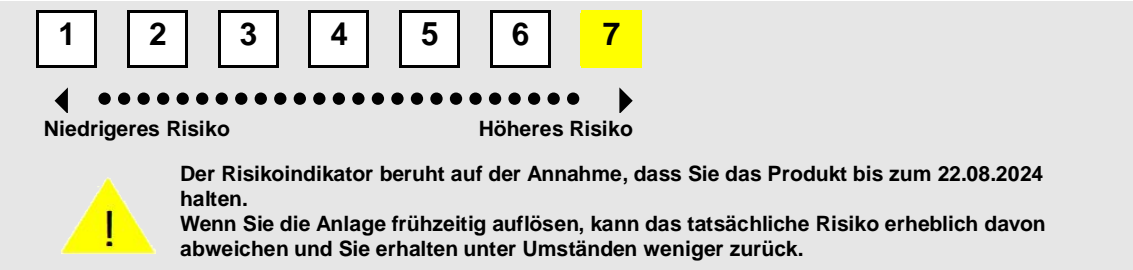 1 2 3 4 5 6 7
Niedrigeres Risiko Höheres Risiko
Der Risikoindikator beruht auf der Annahme, dass Sie das Produkt bis zum 22.08.2024
halten.
Wenn Sie die Anlage frühzeitig auflösen, kann das tatsächliche Risiko erheblich davon
abweichen und Sie erhalten unter Umständen weniger zurück.
!